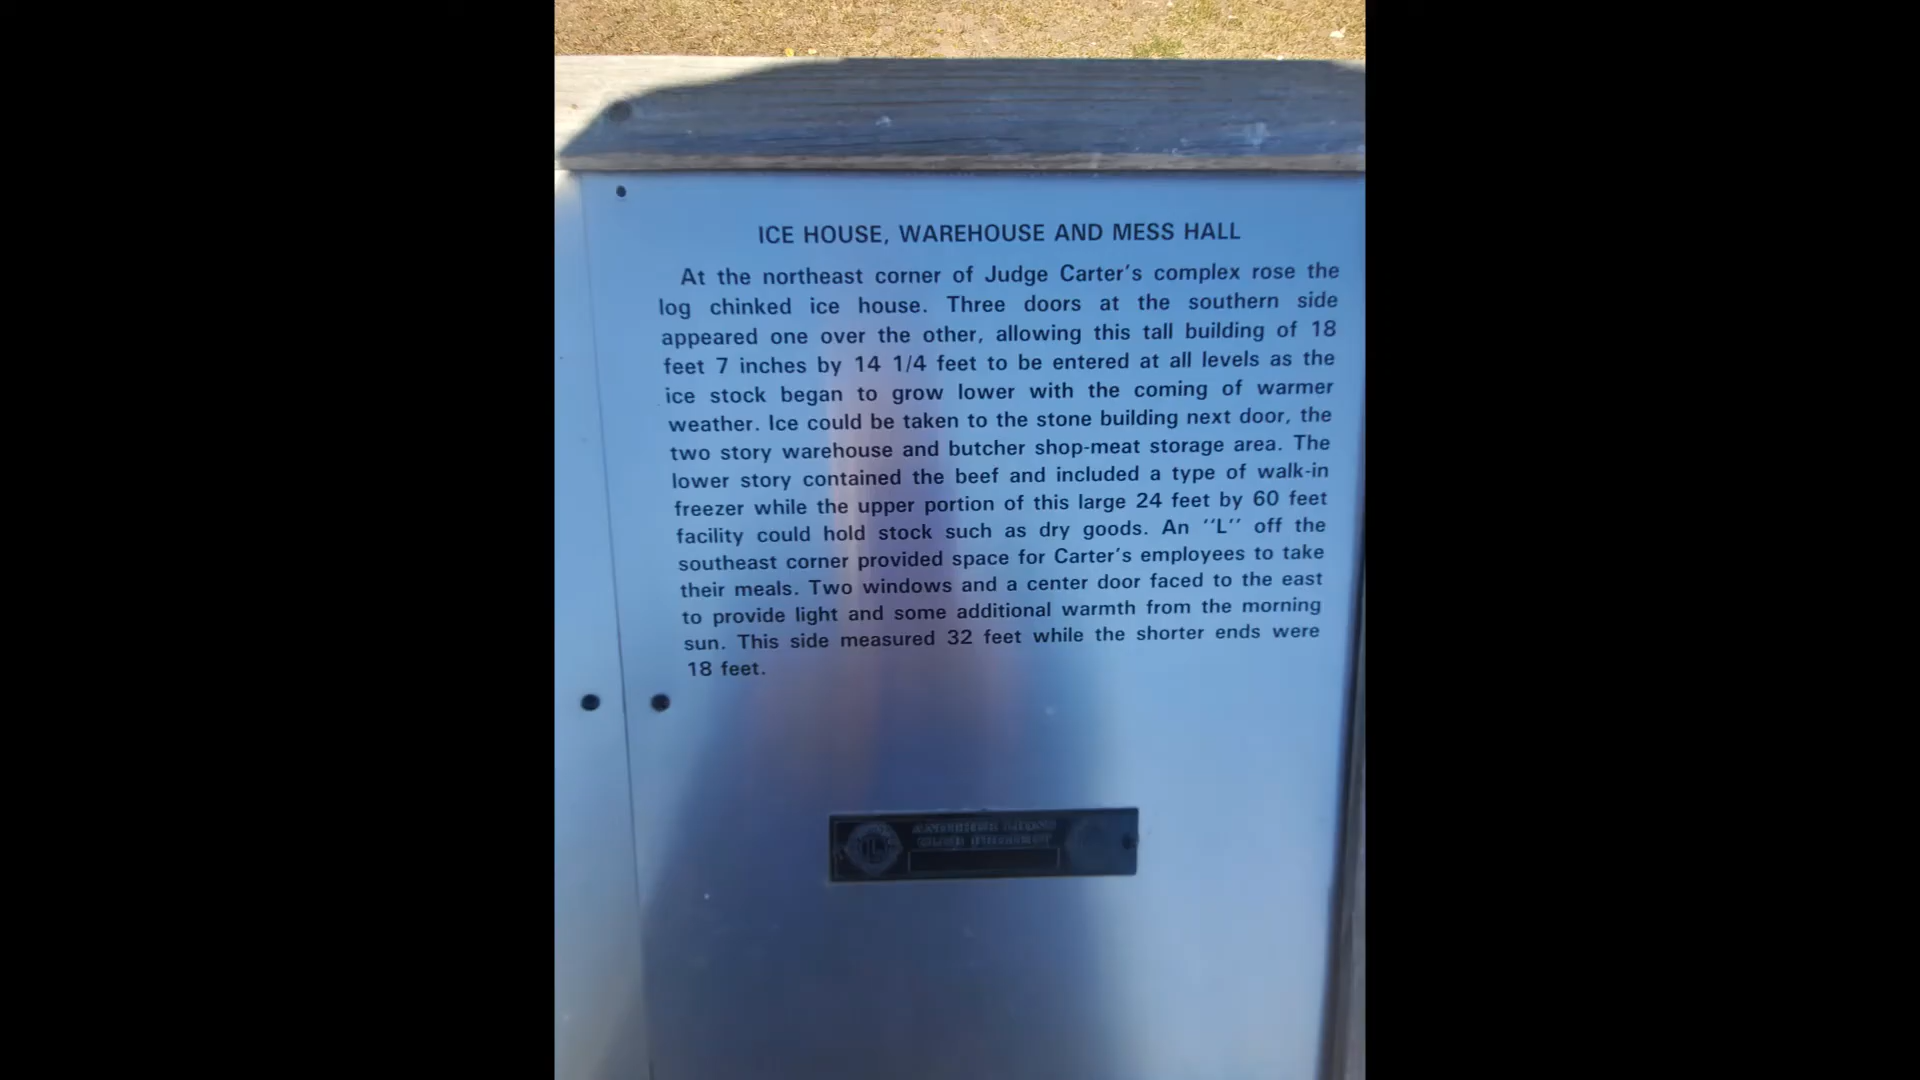 ICE HOUSE, WAREHOUSE AND MESS HALL
At the northeast corner of Judge Carter's complex rose the
log chinked ice house. Three doors at the southern side
appeared one over the other, allowing this tall building of 18
feet 7 inches by 14 1/4 feet to be entered at all levels as the
ice stock began to grow lower with the coming of warmer
weather. Ice could be taken to the stone building next door, the
two story warehouse and butcher shop-meat storage area. The
lower story contained the beef and included a type of walk-in
freezer while the upper portion of this large 24 feet by 60 feet
facility could hold stock such as dry goods. An "L" off the
southeast corner provided space for Carter's employees to take
their meals. Two windows and a center door faced to the east
to provide light and some additional warmth from the morning
sun. This side measured 32 feet while the shorter ends were
18 feet.
ANOTHER LIONS
CLUB PROJECT
L